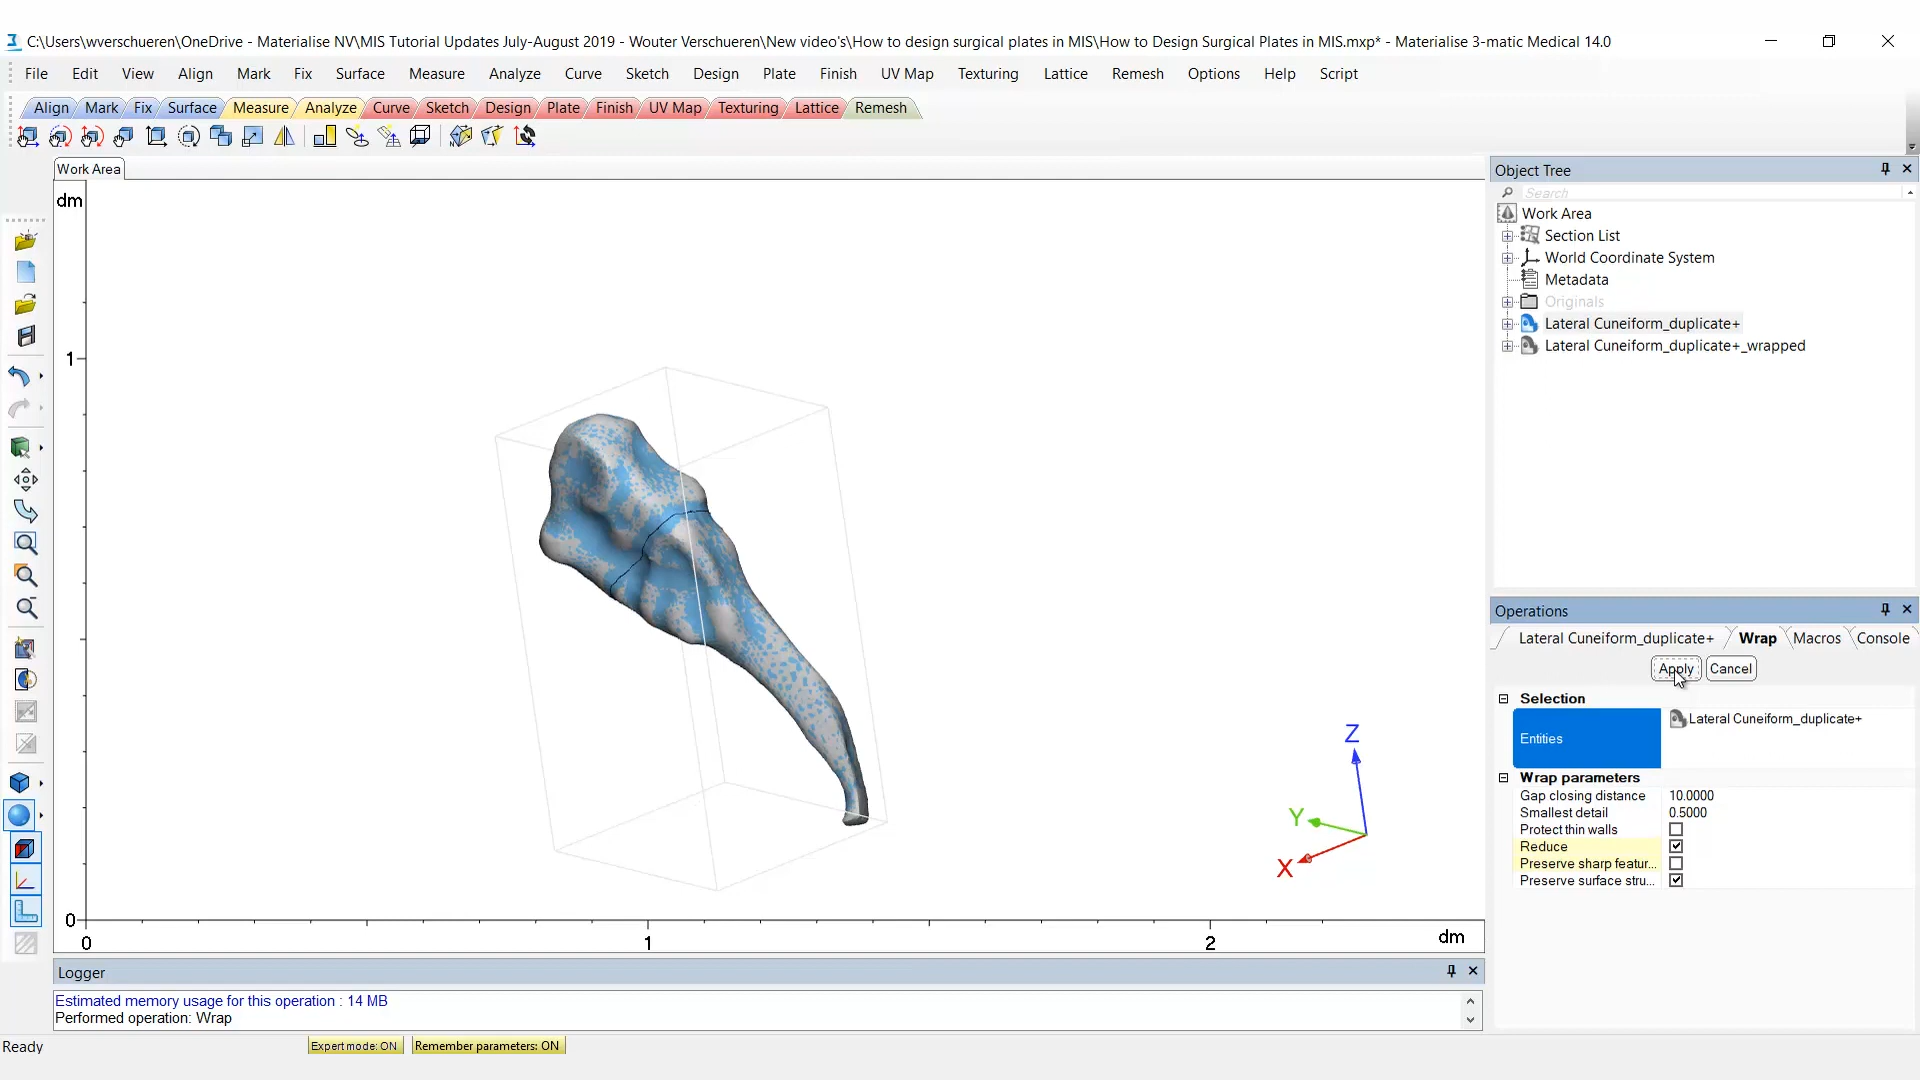 C:\Users\wverschueren\OneDrive - Materialise NV\MIS Tutorial Updates July-August 2019 - Wouter Verschueren\New video's\How to design surgical plates in MIS\How to Design Surgical Plates in MIS.mxp* - Materialise 3-matic Medical 14.0
File Edit View Align Mark Fix Surface Measure Analyze Curve Sketch Design Plate Finish UV Map Texturing Lattice Remesh Options Help Script
Align Mark Fix Surface Measure Analyze Curve Sketch Design Plate Finish UV Map Texturing Lattice Remesh
Work Area
dm
1
0
0 1 2 dm
Z
Y
X
Object Tree
Search
Work Area
Section List
World Coordinate System
Metadata
Originals
Lateral Cuneiform_duplicate+
Lateral Cuneiform_duplicate+_wrapped
Operations
Lateral Cuneiform_duplicate+ Wrap Macros Console
Apply Cancel
Selection
Entities Lateral Cuneiform_duplicate+
Wrap parameters
Gap closing distance 10.0000
Smallest detail 0.5000
Protect thin walls
Reduce
Preserve sharp featur...
Preserve surface stru...
Logger
Estimated memory usage for this operation : 14 MB
Performed operation: Wrap
Ready Expert mode: ON Remember parameters: ON